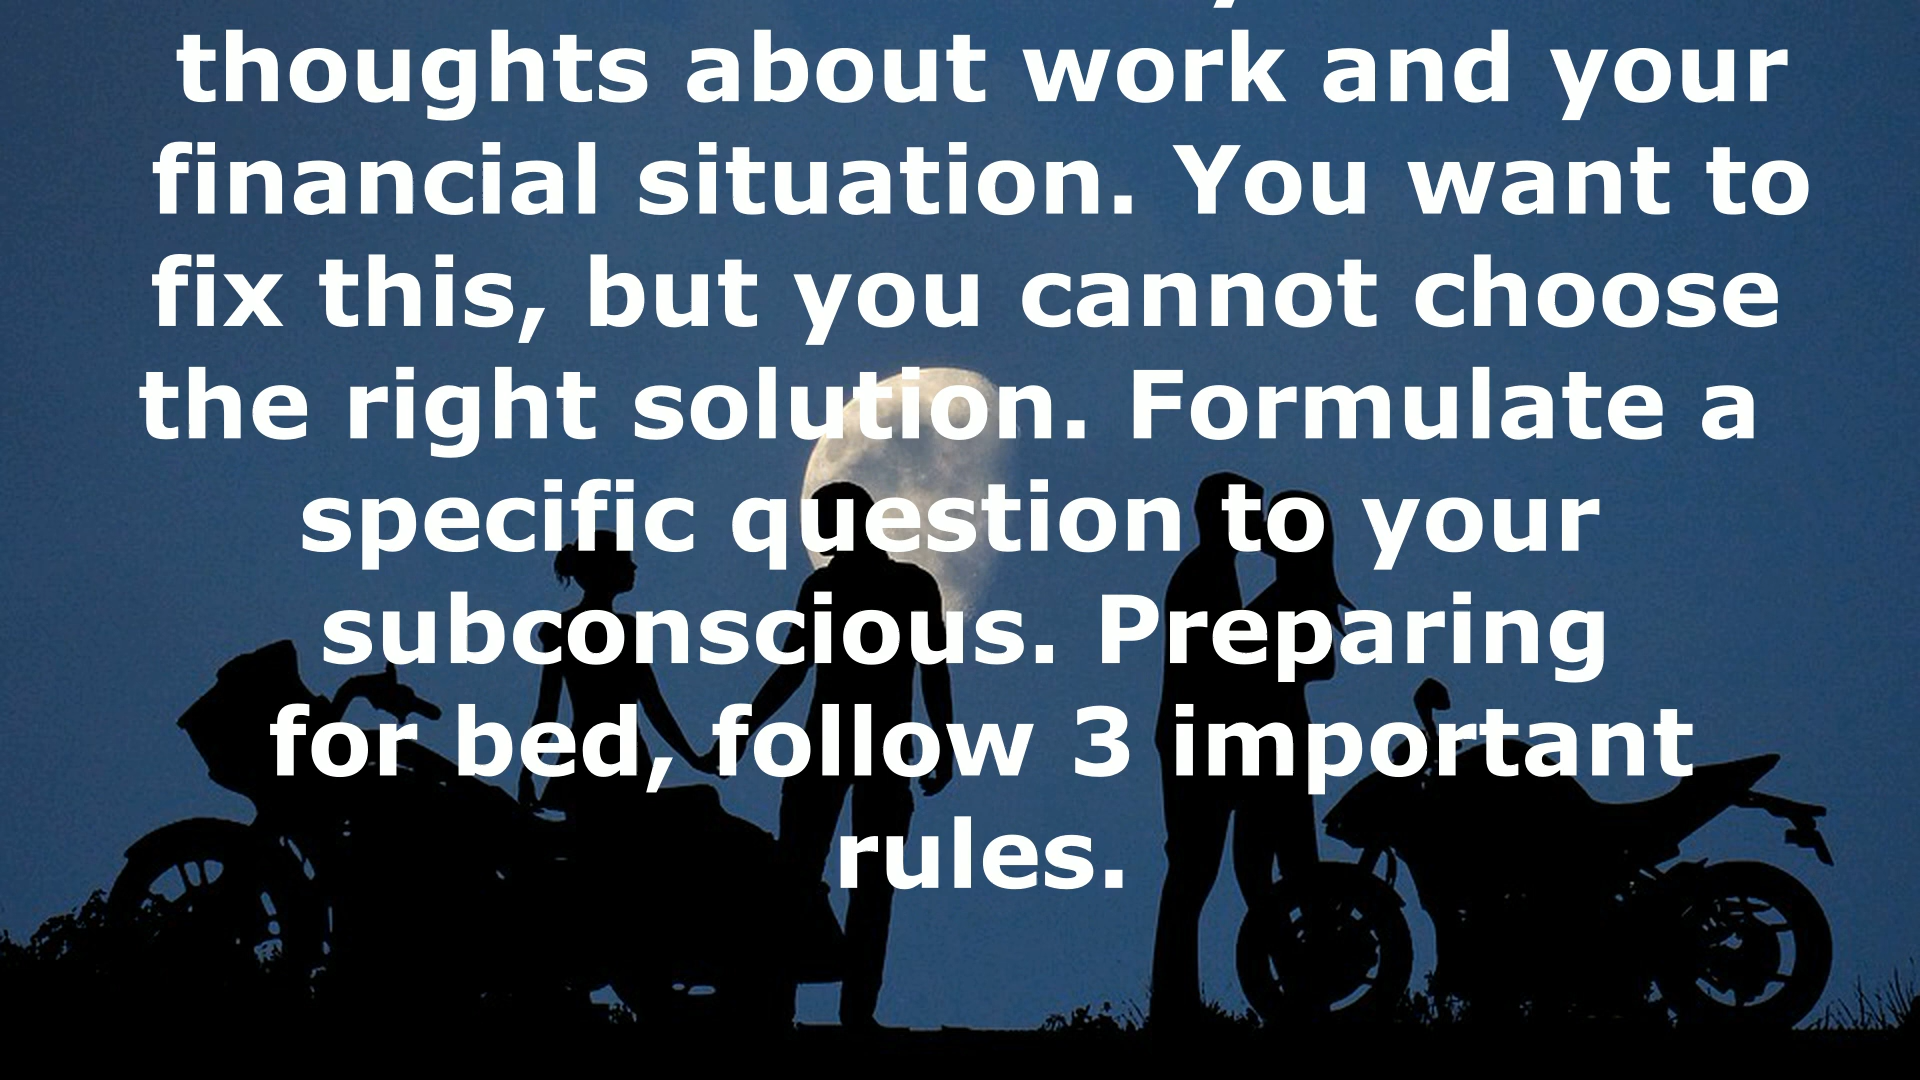 thoughts about work and your
financial situation. You want to
fix this, but you cannot choose
the right solution. Formulate a
specific question to your
subconscious. Preparing
for bed, follow 3 important
rules.